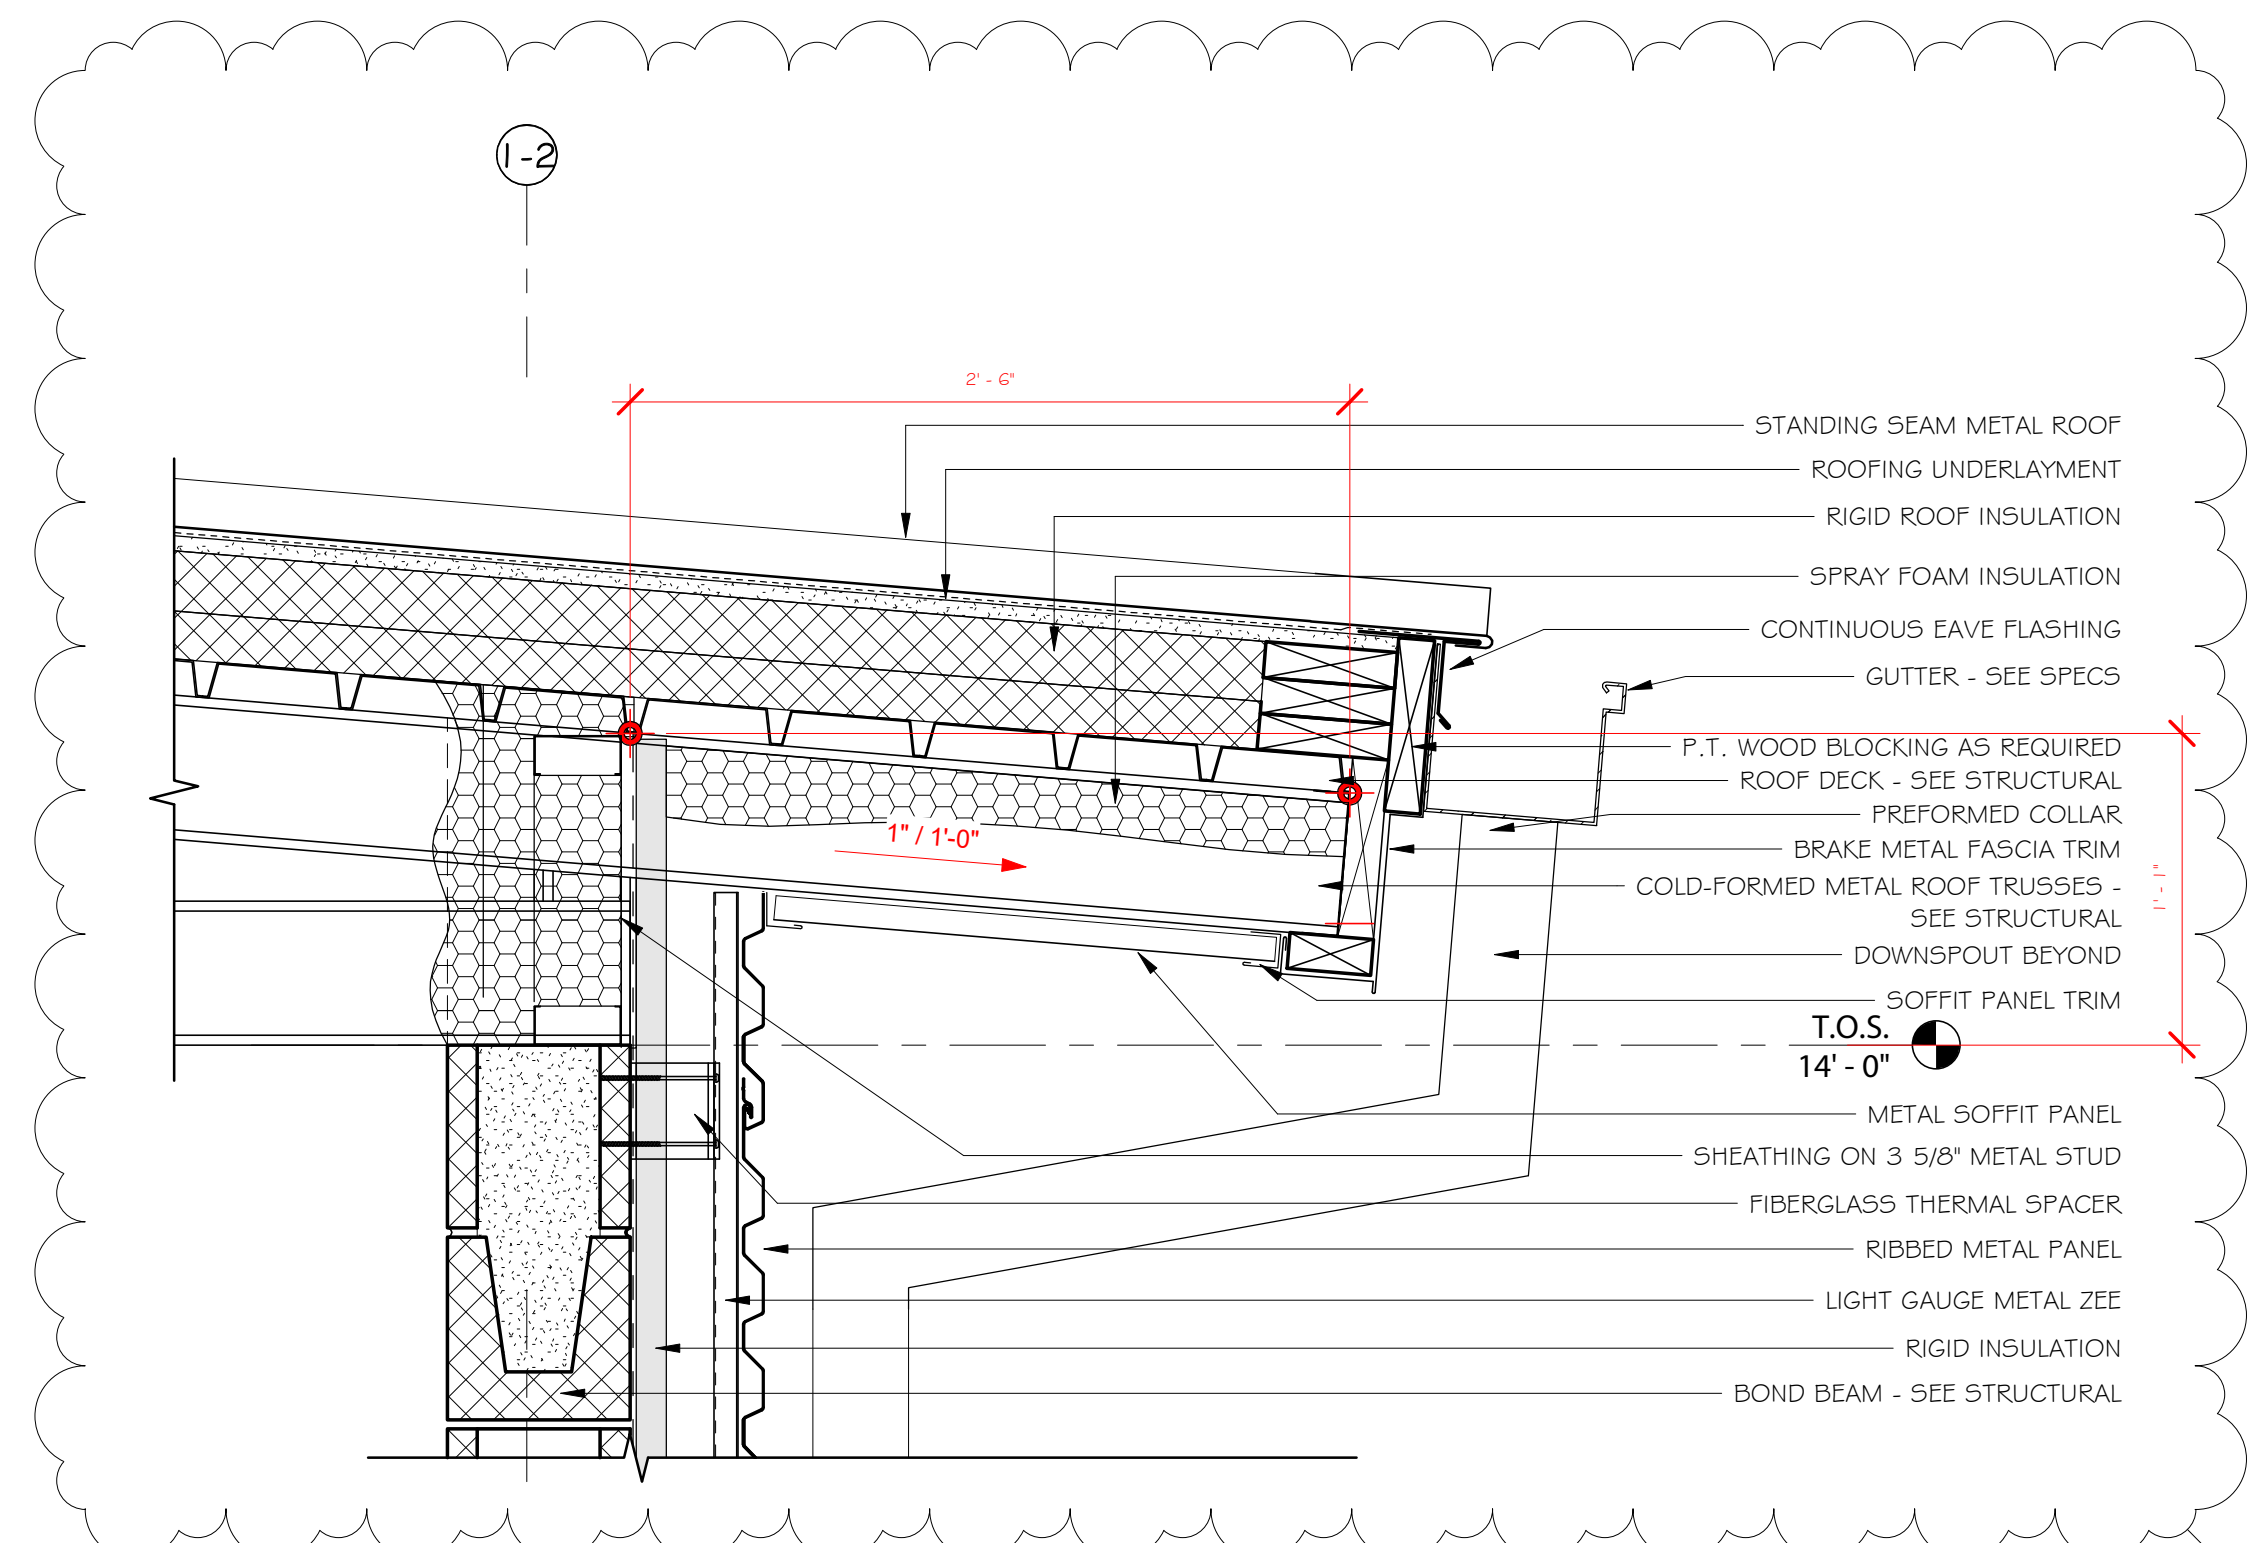 1-2
2' - 6"
STANDING SEAM METAL ROOF
ROOFING UNDERLAYMENT
RIGID ROOF INSULATION
SPRAY FOAM INSULATION
CONTINUOUS EAVE FLASHING
GUTTER - SEE SPECS
P.T. WOOD BLOCKING AS REQUIRED
ROOF DECK - SEE STRUCTURAL
PREFORMED COLLAR
1" / 1'-0"
BRAKE METAL FASCIA TRIM
COLD-FORMED METAL ROOF TRUSSES -
SEE STRUCTURAL
1' - 1"
DOWNSPOUT BEYOND
SOFFIT PANEL TRIM
T.O.S.
14' - 0"
METAL SOFFIT PANEL
SHEATHING ON 3 5/8" METAL STUD
FIBERGLASS THERMAL SPACER
RIBBED METAL PANEL
LIGHT GAUGE METAL ZEE
RIGID INSULATION
BOND BEAM - SEE STRUCTURAL